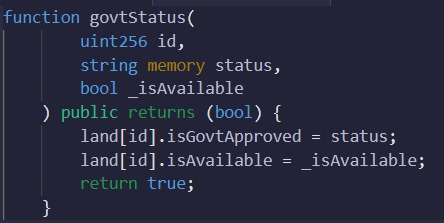 function govtStatus(
uint256 id,
string memory status,
bool _isAvailable
) public returns (bool) {
land[id].isGovtApproved = status;
land[id].isAvailable = _isAvailable;
return true;
}